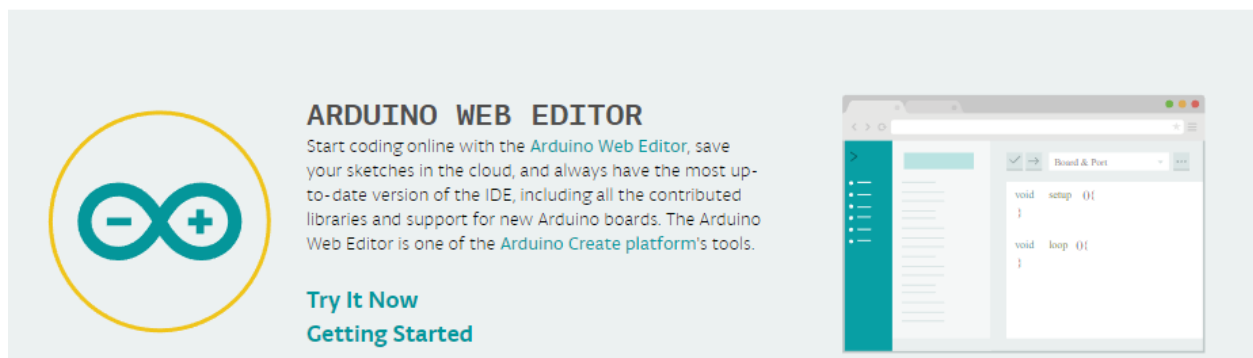 ARDUINO WEB EDITOR
Start coding online with the Arduino Web Editor, save
your sketches in the cloud, and always have the most up-
to-date version of the IDE, including all the contributed
libraries and support for new Arduino boards. The Arduino
Web Editor is one of the Arduino Create platform's tools.
Try It Now
Getting Started
Board & Port
void setup (){
}
void loop (){
}